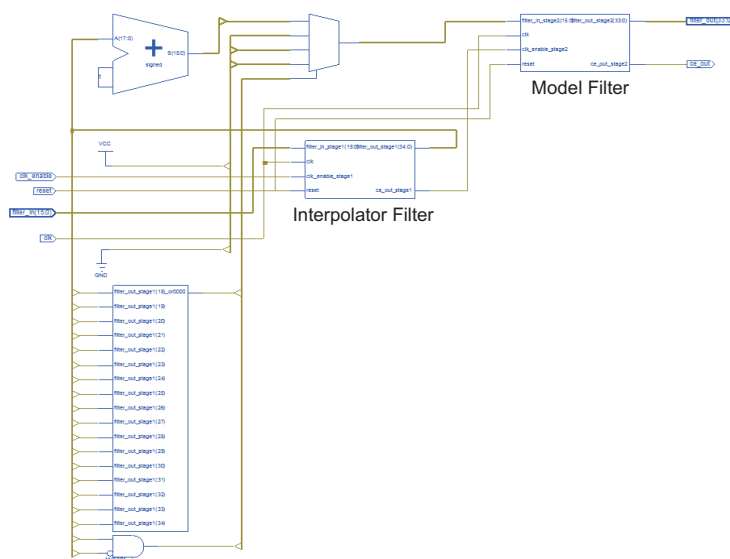 A(17:0)
S(18:0)
signed
filter_in_stage2(15:0)
filter_out_stage2(33:0)
clk
clk_enable_stage2
reset
ce_out_stage2
filter_out(33:0)
ce_out
Model Filter
VCC
filter_in_stage1(15:0)
filter_out_stage1(34:0)
clk
clk_enable_stage1
reset
ce_out_stage1
Interpolator Filter
clk_enable
reset
filter_in(15:0)
clk
GND
filter_out_stage1(18)_or0000
filter_out_stage1(19)
filter_out_stage1(20)
filter_out_stage1(21)
filter_out_stage1(22)
filter_out_stage1(23)
filter_out_stage1(24)
filter_out_stage1(25)
filter_out_stage1(26)
filter_out_stage1(27)
filter_out_stage1(28)
filter_out_stage1(29)
filter_out_stage1(30)
filter_out_stage1(31)
filter_out_stage1(32)
filter_out_stage1(33)
filter_out_stage1(34)